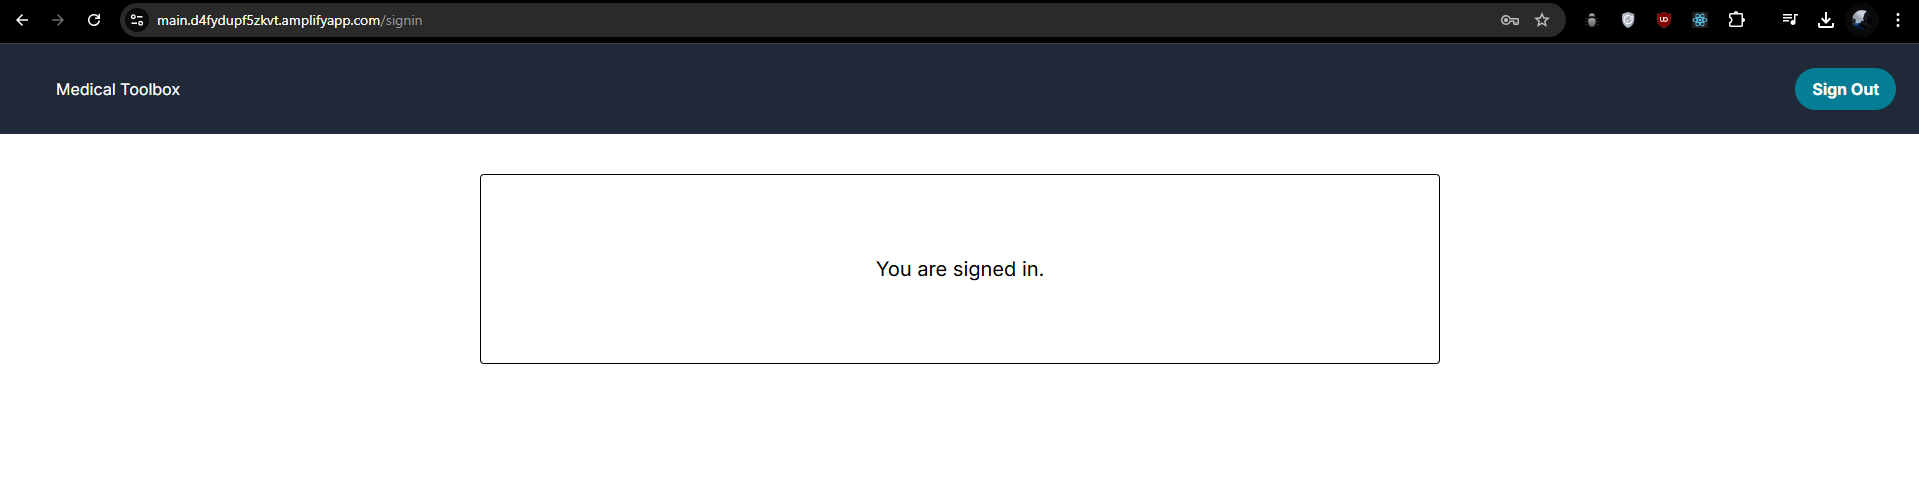 main.d4fydupf5zkvt.amplifyapp.com/signin
Medical Toolbox
Sign Out
You are signed in.